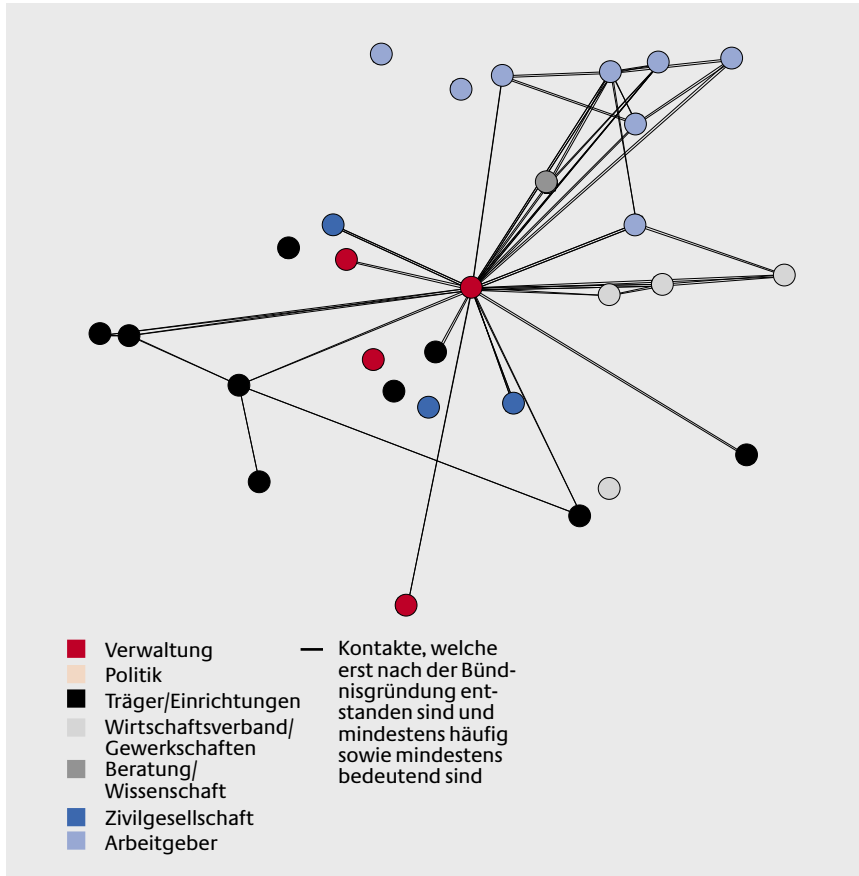 Verwaltung
Politik
Träger/Einrichtungen
Wirtschaftsverband/
Gewerkschaften
Beratung/
Wissenschaft
Zivilgesellschaft
Arbeitgeber
Kontakte, welche
erst nach der Bünd-
nisgründung ent-
standen sind und
mindestens häufig
sowie mindestens
bedeutend sind